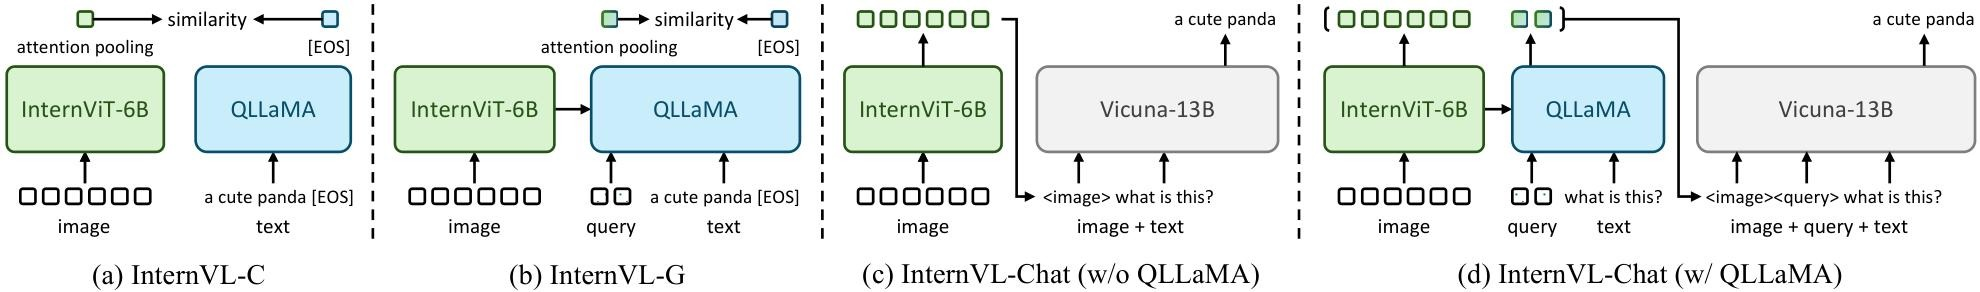 similarity
attention pooling [EOS]
InternViT-6B QLLaMA
a cute panda [EOS]
image text
(a) InternVL-C
similarity
attention pooling [EOS]
InternViT-6B QLLaMA
a cute panda [EOS]
image query text
(b) InternVL-G
a cute panda
InternViT-6B Vicuna-13B
<image> what is this?
image image + text
(c) InternVL-Chat (w/o QLLaMA)
a cute panda
InternViT-6B QLLaMA Vicuna-13B
what is this? <image><query> what is this?
image query text image + query + text
(d) InternVL-Chat (w/ QLLaMA)